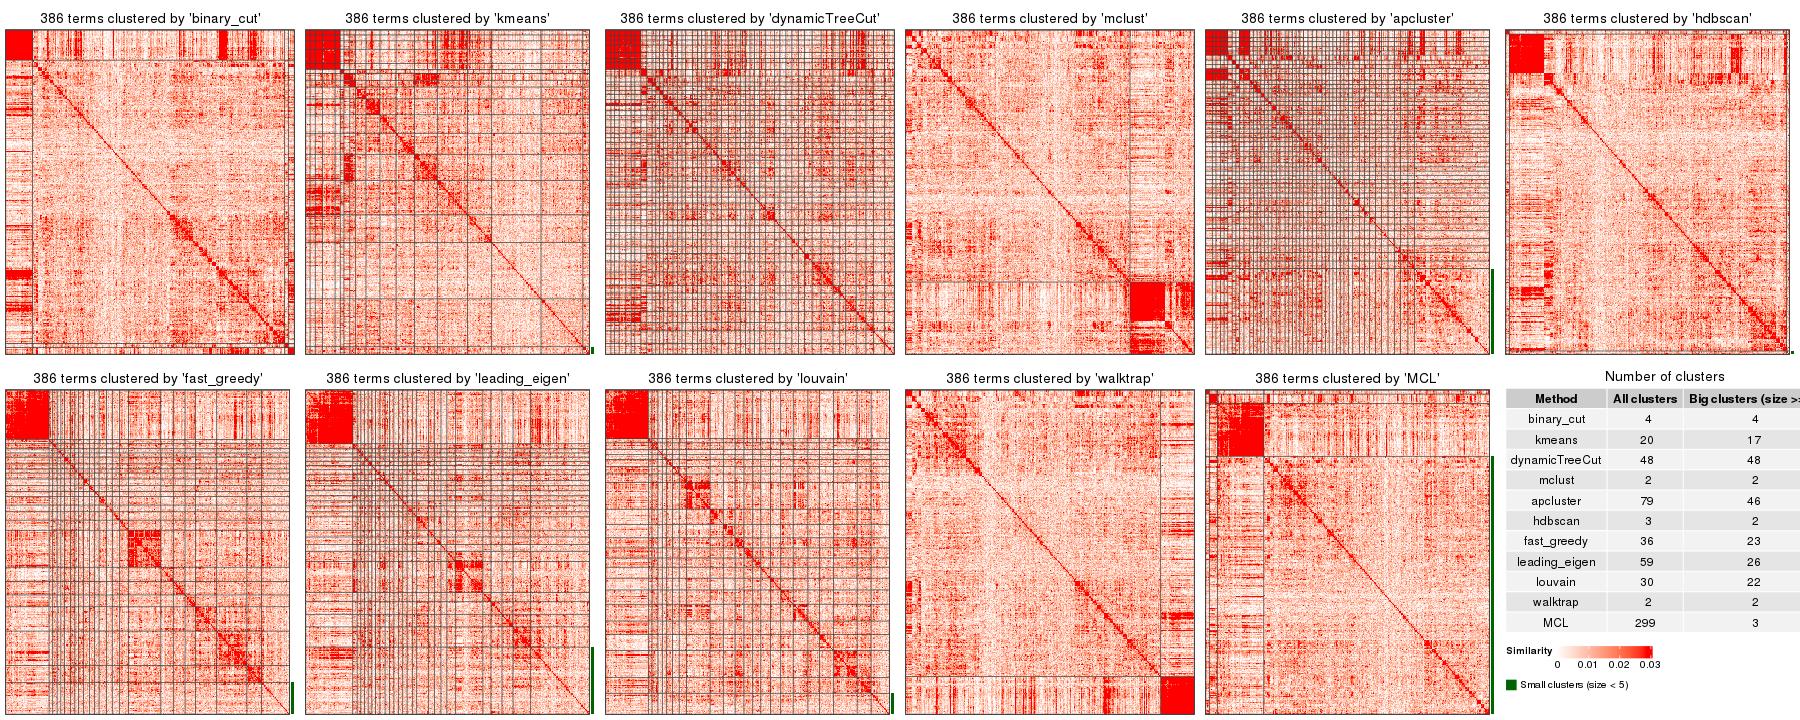 386 terms clustered by 'binary_cut'
386 terms clustered by 'kmeans'
386 terms clustered by 'dynamicTreeCut'
386 terms clustered by 'mclust'
386 terms clustered by 'apcluster'
386 terms clustered by 'hdbscan'
386 terms clustered by 'fast_greedy'
386 terms clustered by 'leading_eigen'
386 terms clustered by 'louvain'
386 terms clustered by 'walktrap'
386 terms clustered by 'MCL'
Number of clusters
Method All clusters Big clusters (size >
binary_cut 4 4
kmeans 20 17
dynamicTreeCut 48 48
mclust 2 2
apcluster 79 46
hdbscan 3 2
fast_greedy 36 23
leading_eigen 59 26
louvain 30 22
walktrap 2 2
MCL 299 3
Similarity
0 0.01 0.02 0.03
Small clusters (size < 5)